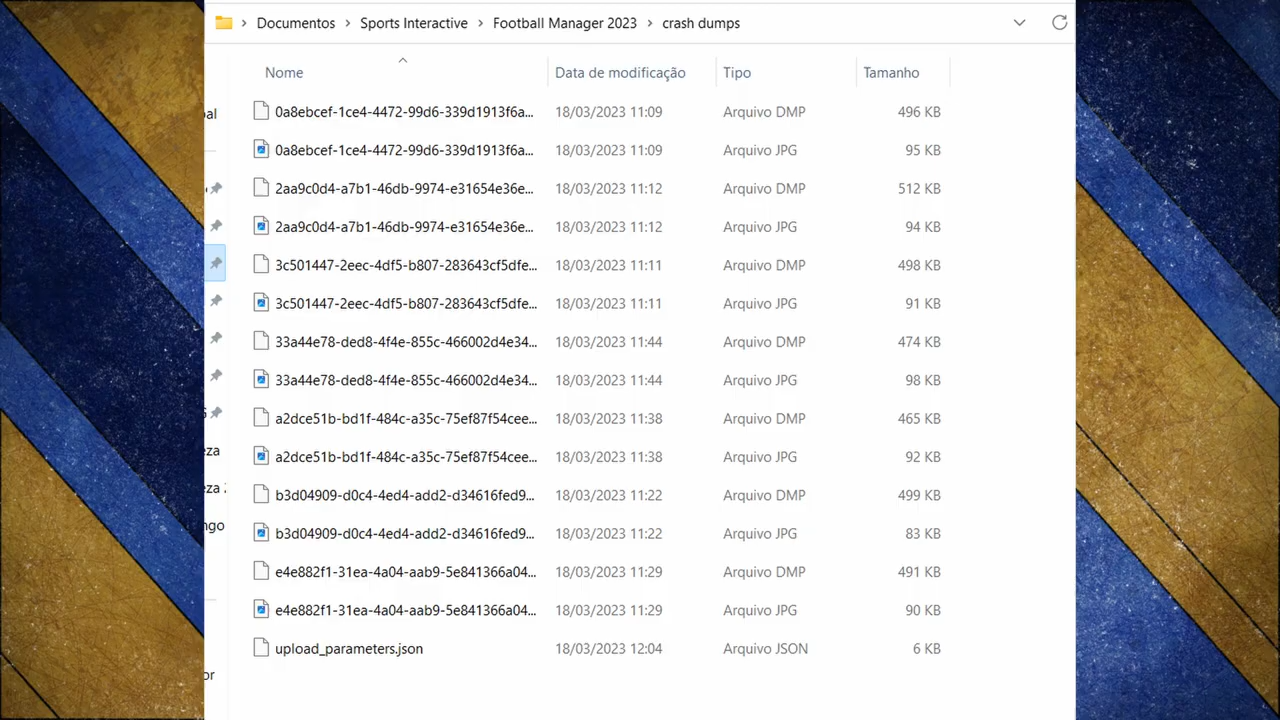 Documentos > Sports Interactive > Football Manager 2023 > crash dumps
Nome Data de modificação Tipo Tamanho
0a8ebcef-1ce4-4472-99d6-339d1913f6a... 18/03/2023 11:09 Arquivo DMP 496 KB
al
0a8ebcef-1ce4-4472-99d6-339d1913f6a... 18/03/2023 11:09 Arquivo JPG 95 KB
2aa9c0d4-a7b1-46db-9974-e31654e36e... 18/03/2023 11:12 Arquivo DMP 512 KB
2aa9c0d4-a7b1-46db-9974-e31654e36e... 18/03/2023 11:12 Arquivo JPG 94 KB
3c501447-2eec-4df5-b807-283643cf5dfe... 18/03/2023 11:11 Arquivo DMP 498 KB
3c501447-2eec-4df5-b807-283643cf5dfe... 18/03/2023 11:11 Arquivo JPG 91 KB
33a44e78-ded8-4f4e-855c-466002d4e34... 18/03/2023 11:44 Arquivo DMP 474 KB
33a44e78-ded8-4f4e-855c-466002d4e34... 18/03/2023 11:44 Arquivo JPG 98 KB
a2dce51b-bd1f-484c-a35c-75ef87f54cee... 18/03/2023 11:38 Arquivo DMP 465 KB
eza
a2dce51b-bd1f-484c-a35c-75ef87f54cee... 18/03/2023 11:38 Arquivo JPG 92 KB
eza
b3d04909-d0c4-4ed4-add2-d34616fed9... 18/03/2023 11:22 Arquivo DMP 499 KB
ngo
b3d04909-d0c4-4ed4-add2-d34616fed9... 18/03/2023 11:22 Arquivo JPG 83 KB
e4e882f1-31ea-4a04-aab9-5e841366a04... 18/03/2023 11:29 Arquivo DMP 491 KB
e4e882f1-31ea-4a04-aab9-5e841366a04... 18/03/2023 11:29 Arquivo JPG 90 KB
upload_parameters.json 18/03/2023 12:04 Arquivo JSON 6 KB
or